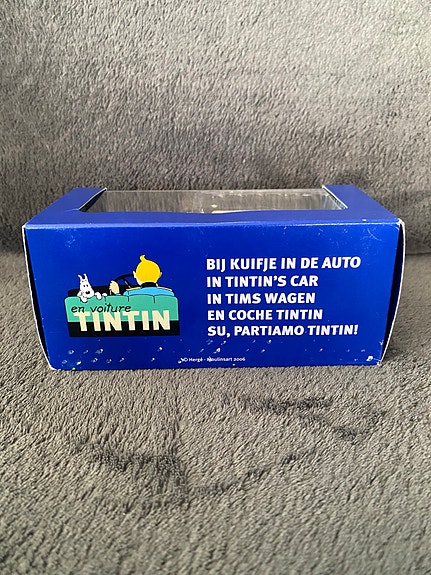 en voiture
TINTIN
BIJ KUIFJE IN DE AUTO
IN TINTIN'S CAR
IN TIMS WAGEN
EN COCHE TINTIN
SU, PARTIAMO TINTIN!
Hergé - Moulinsart 2006